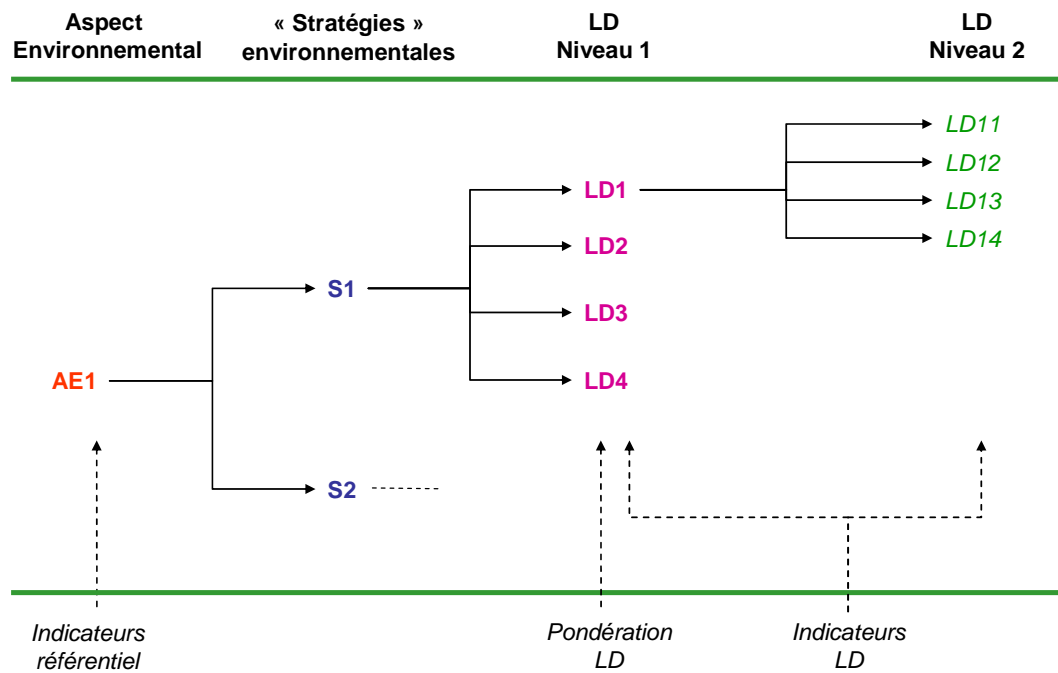 Aspect
Environnemental
« Stratégies »
environnementales
LD
Niveau 1
LD
Niveau 2
LD11
LD12
LD13
LD14
LD1
LD2
S1
LD3
AE1
LD4
S2
Indicateurs
référentiel
Pondération
LD
Indicateurs
LD